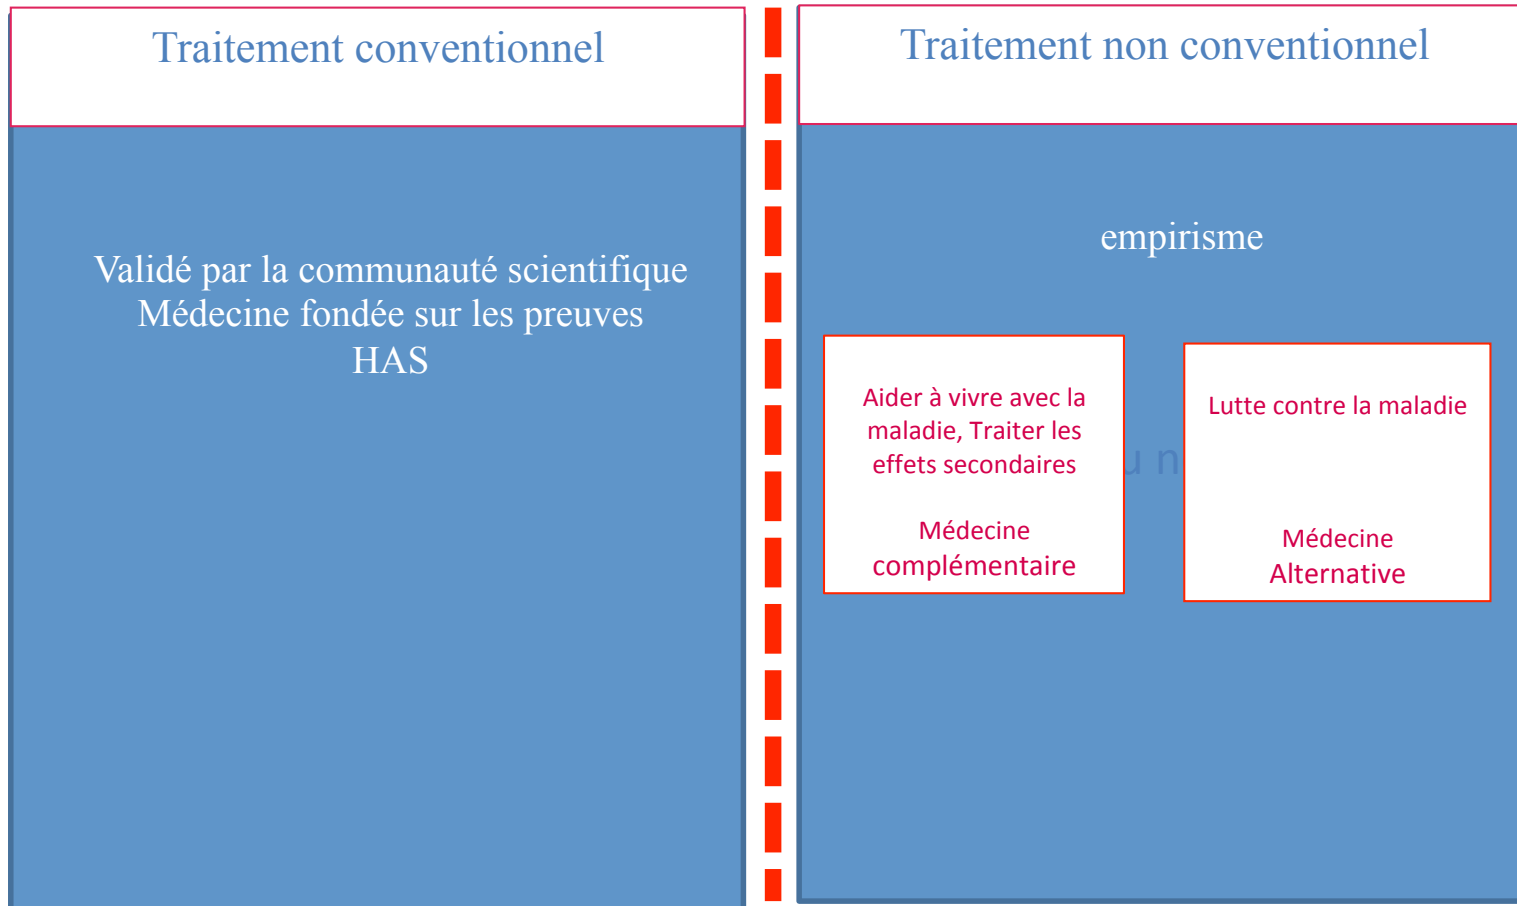 Traitement conventionnel
Validé par la communauté scientifique
Médecine fondée sur les preuves
HAS
Traitement non conventionnel
empirisme
Aider à vivre avec la
maladie, Traiter les
effets secondaires
Médecine
complémentaire
Lutte contre la maladie
Médecine
Alternative